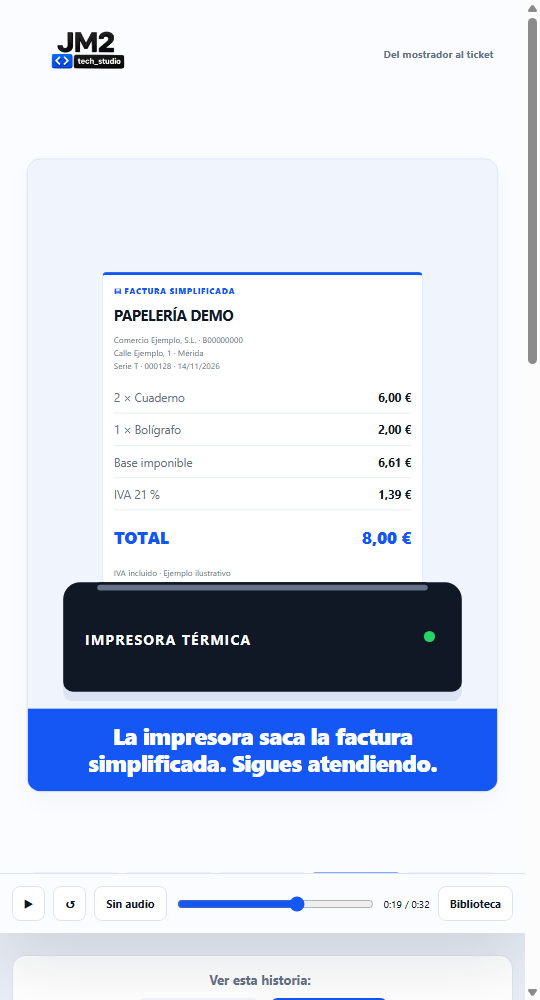 JM2
<> tech_studio
Del mostrador al ticket
FACTURA SIMPLIFICADA
PAPELERÍA DEMO
Comercio Ejemplo, S.L. · B00000000
Calle Ejemplo, 1 · Mérida
Serie T · 000128 · 14/11/2026
2 × Cuaderno 6,00 €
1 × Bolígrafo 2,00 €
Base imponible 6,61 €
IVA 21 % 1,39 €
TOTAL 8,00 €
IVA incluido · Ejemplo ilustrativo
IMPRESORA TÉRMICA
La impresora saca la factura
simplificada. Sigues atendiendo.
Sin audio 0:19 / 0:32 Biblioteca
Ver esta historia: